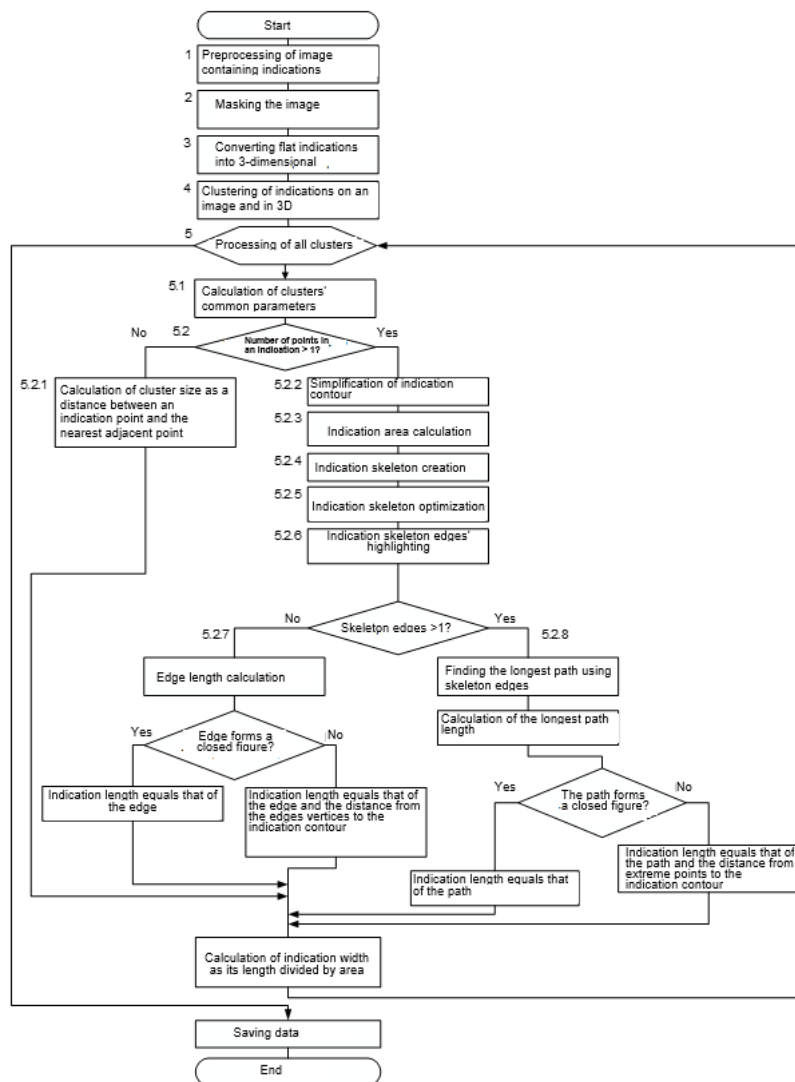 Start
1
Preprocessing of image
containing indications
2
Masking the image
3
Converting flat indications
into 3-dimensional
4
Clustering of indications on an
image and in 3D
5
Processing of all clusters
5.1
Calculation of clusters'
common parameters
No
5.2
Yes
Number of points in
an indication > 1?
5.2.1
Calculation of cluster size as a
distance between an
indication point and the
nearest adjacent point
5.2.2
Simplification of indication
contour
5.2.3
Indication area calculation
5.2.4
Indication skeleton creation
5.2.5
Indication skeleton optimization
5.2.6
Indication skeleton edges'
highlighting
No
Skeleton edges >1?
Yes
5.2.7
5.2.8
Edge length calculation
Finding the longest path using
skeleton edges
Calculation of the longest path
length
Yes
Edge forms a
closed figure?
No
Yes
The path forms
a closed figure?
No
Indication length equals that of
the edge
Indication length equals that of
the edge and the distance from
the edges vertices to the
indication contour
Indication length equals that
of the path
Indication length equals that of
the path and the distance from
extreme points to the
indication contour
Calculation of indication width
as its length divided by area
Saving data
End